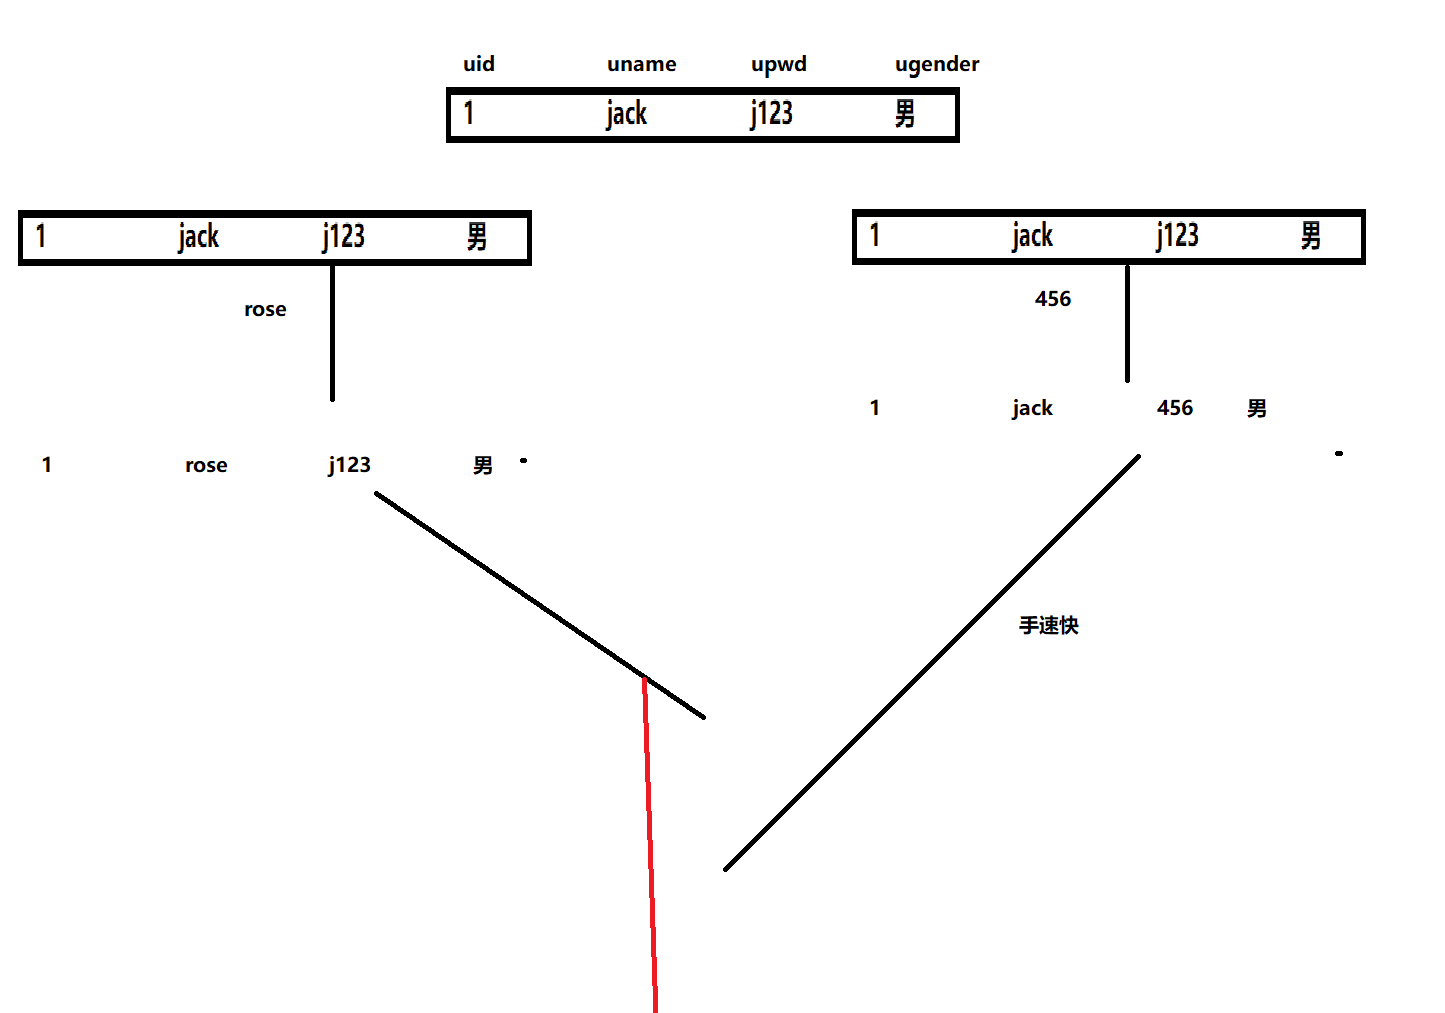 uid uname upwd ugender
1 jack j123 男
1 jack j123 男
1 jack j123 男
rose
456
1 jack 456 男
1 rose j123 男
手速快